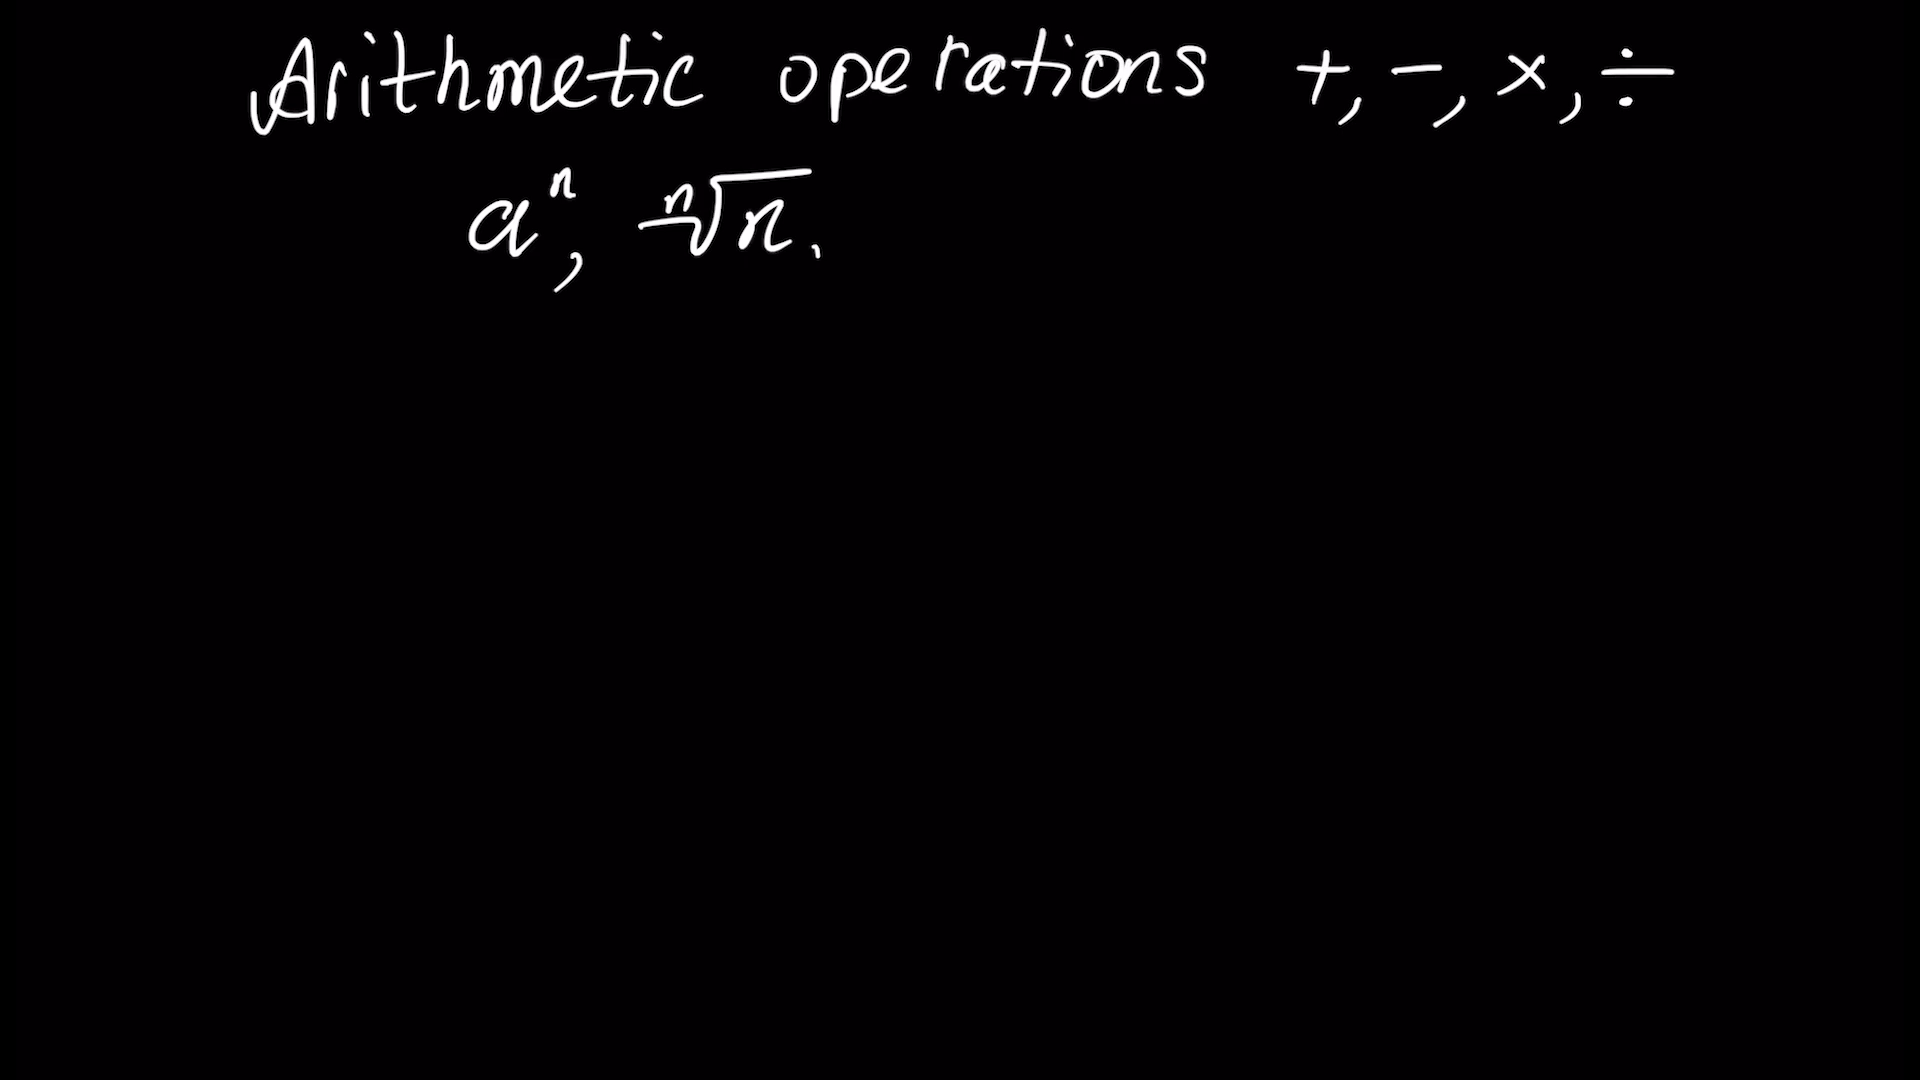 Arithmetic operations +, -, ×, ÷
aⁿ, ⁿ√n.